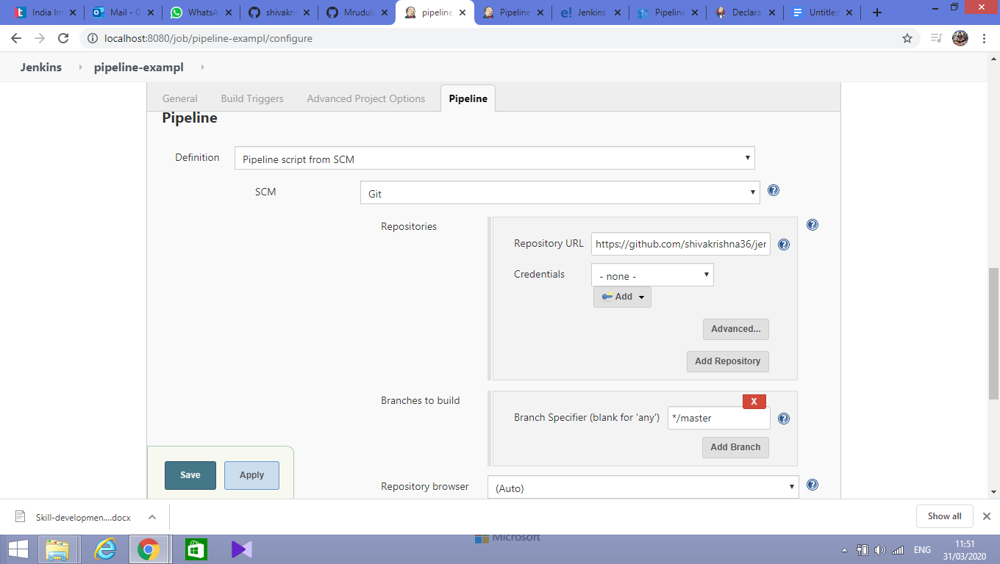 India In
Mail - G
WhatsA
shivakri
Mrudula
pipeline
Pipeline
Jenkins
Pipeline
Declara
Untitled
localhost:8080/job/pipeline-exampl/configure
Jenkins
pipeline-exampl
General
Build Triggers
Advanced Project Options
Pipeline
Pipeline
Definition
Pipeline script from SCM
SCM
Git
Repositories
Repository URL
https://github.com/shivakrishna36/jer
Credentials
- none -
Add
Advanced...
Add Repository
Branches to build
X
Branch Specifier (blank for 'any')
*/master
Add Branch
Save
Apply
Repository browser
(Auto)
Skill-developmen....docx
Show all
Microsoft
ENG
11:51
31/03/2020